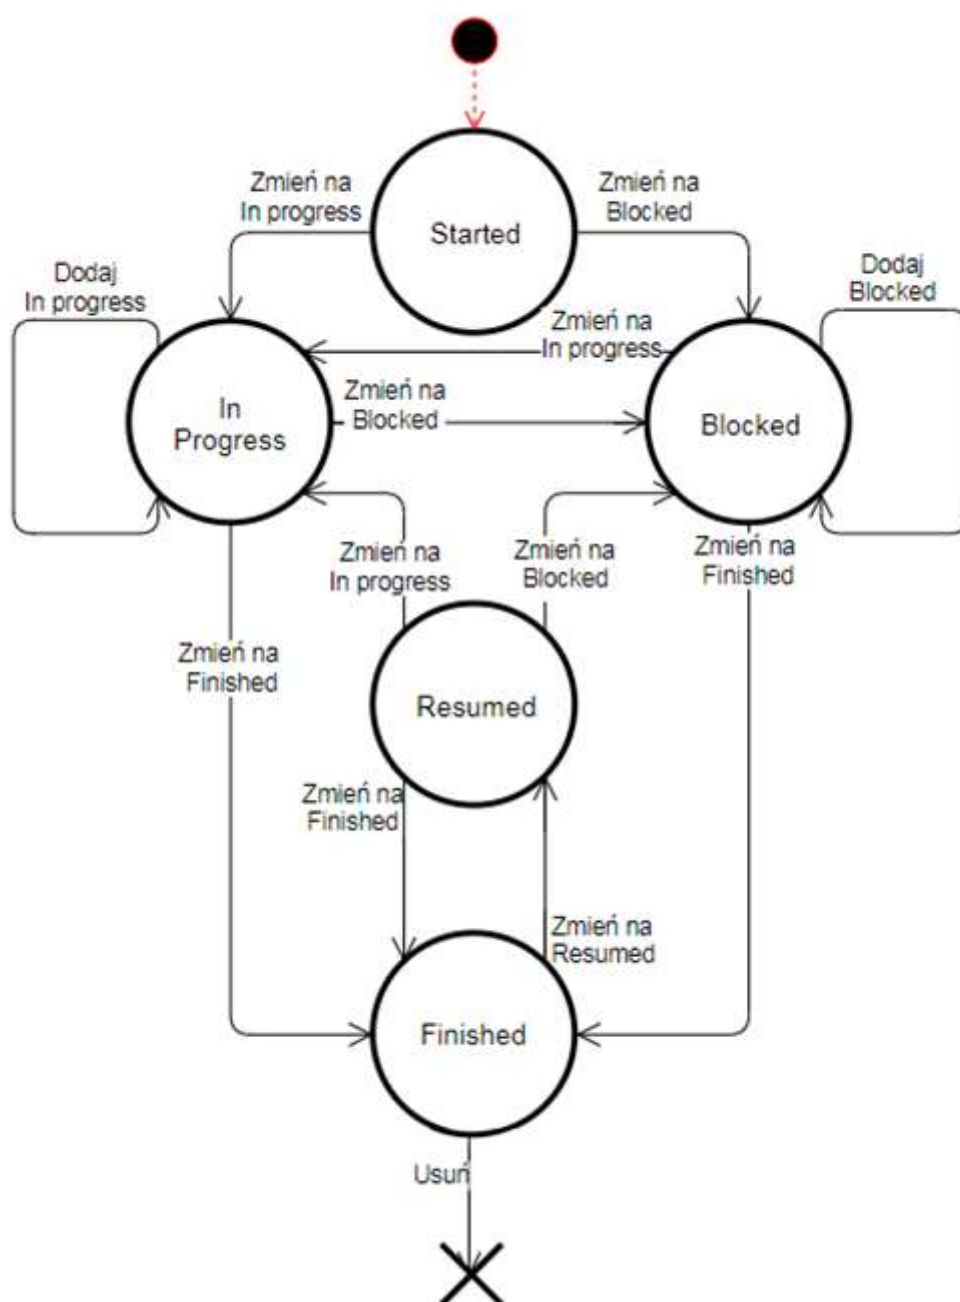 Zmień na
In progress
Zmień na
Blocked
Started
Dodaj
In progress
Dodaj
Blocked
Zmień na
In progress
Zmień na
Blocked
In
Progress
Blocked
Zmień na
In progress
Zmień na
Blocked
Zmień na
Finished
Zmień na
Finished
Resumed
Zmień na
Finished
Zmień na
Resumed
Finished
Usuń